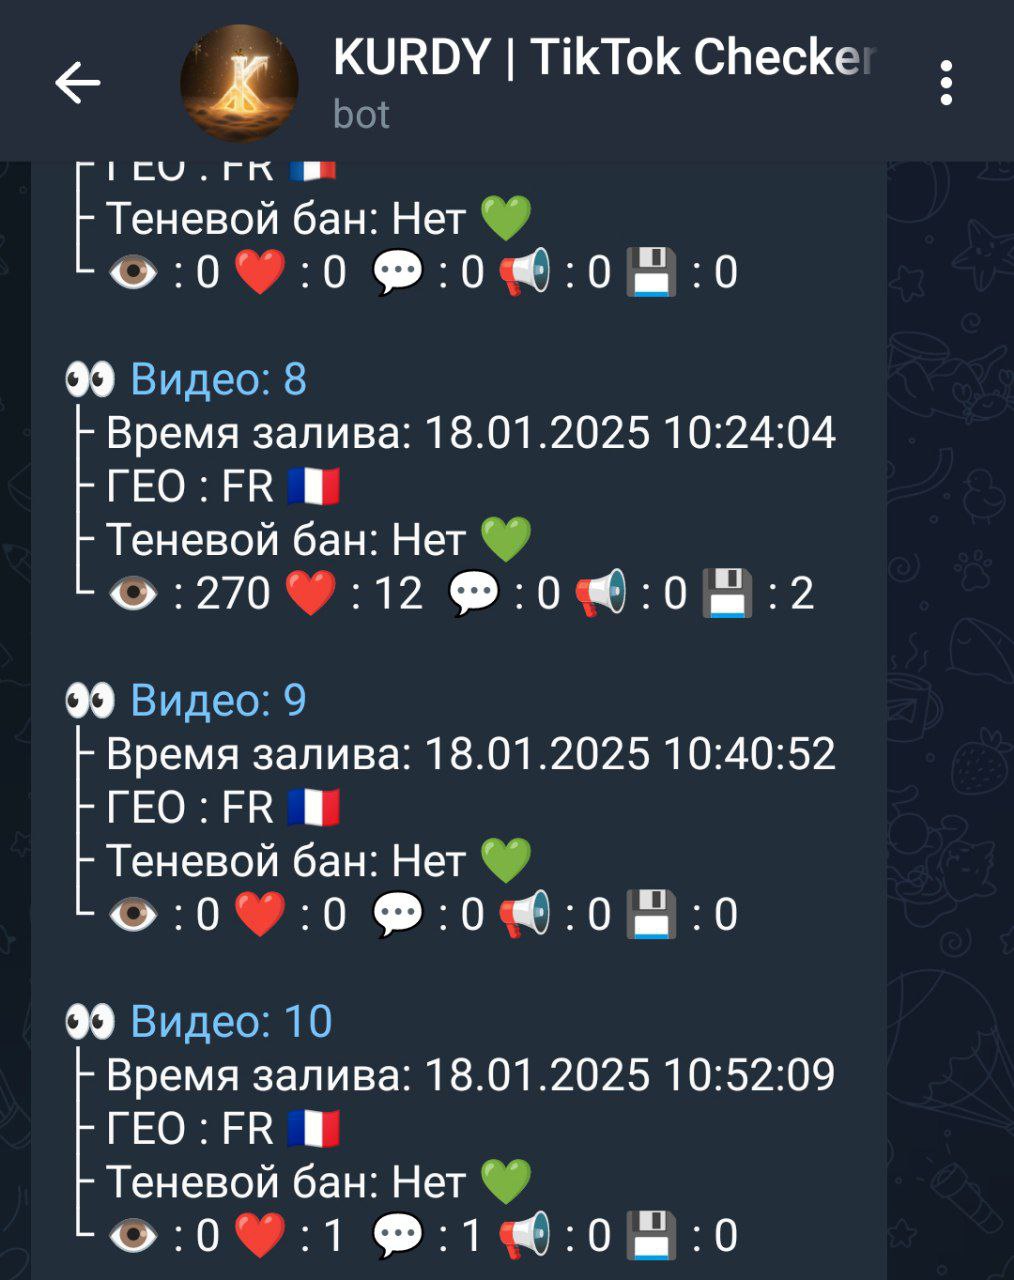 KURDY | TikTok Checker
bot
ГЕО : FR 🇫🇷
Теневой бан: Нет 💚
👁 : 0 ❤️ : 0 💬 : 0 📢 : 0 💾 : 0
👀 Видео: 8
Время залива: 18.01.2025 10:24:04
ГЕО : FR 🇫🇷
Теневой бан: Нет 💚
👁 : 270 ❤️ : 12 💬 : 0 📢 : 0 💾 : 2
👀 Видео: 9
Время залива: 18.01.2025 10:40:52
ГЕО : FR 🇫🇷
Теневой бан: Нет 💚
👁 : 0 ❤️ : 0 💬 : 0 📢 : 0 💾 : 0
👀 Видео: 10
Время залива: 18.01.2025 10:52:09
ГЕО : FR 🇫🇷
Теневой бан: Нет 💚
👁 : 0 ❤️ : 1 💬 : 1 📢 : 0 💾 : 0